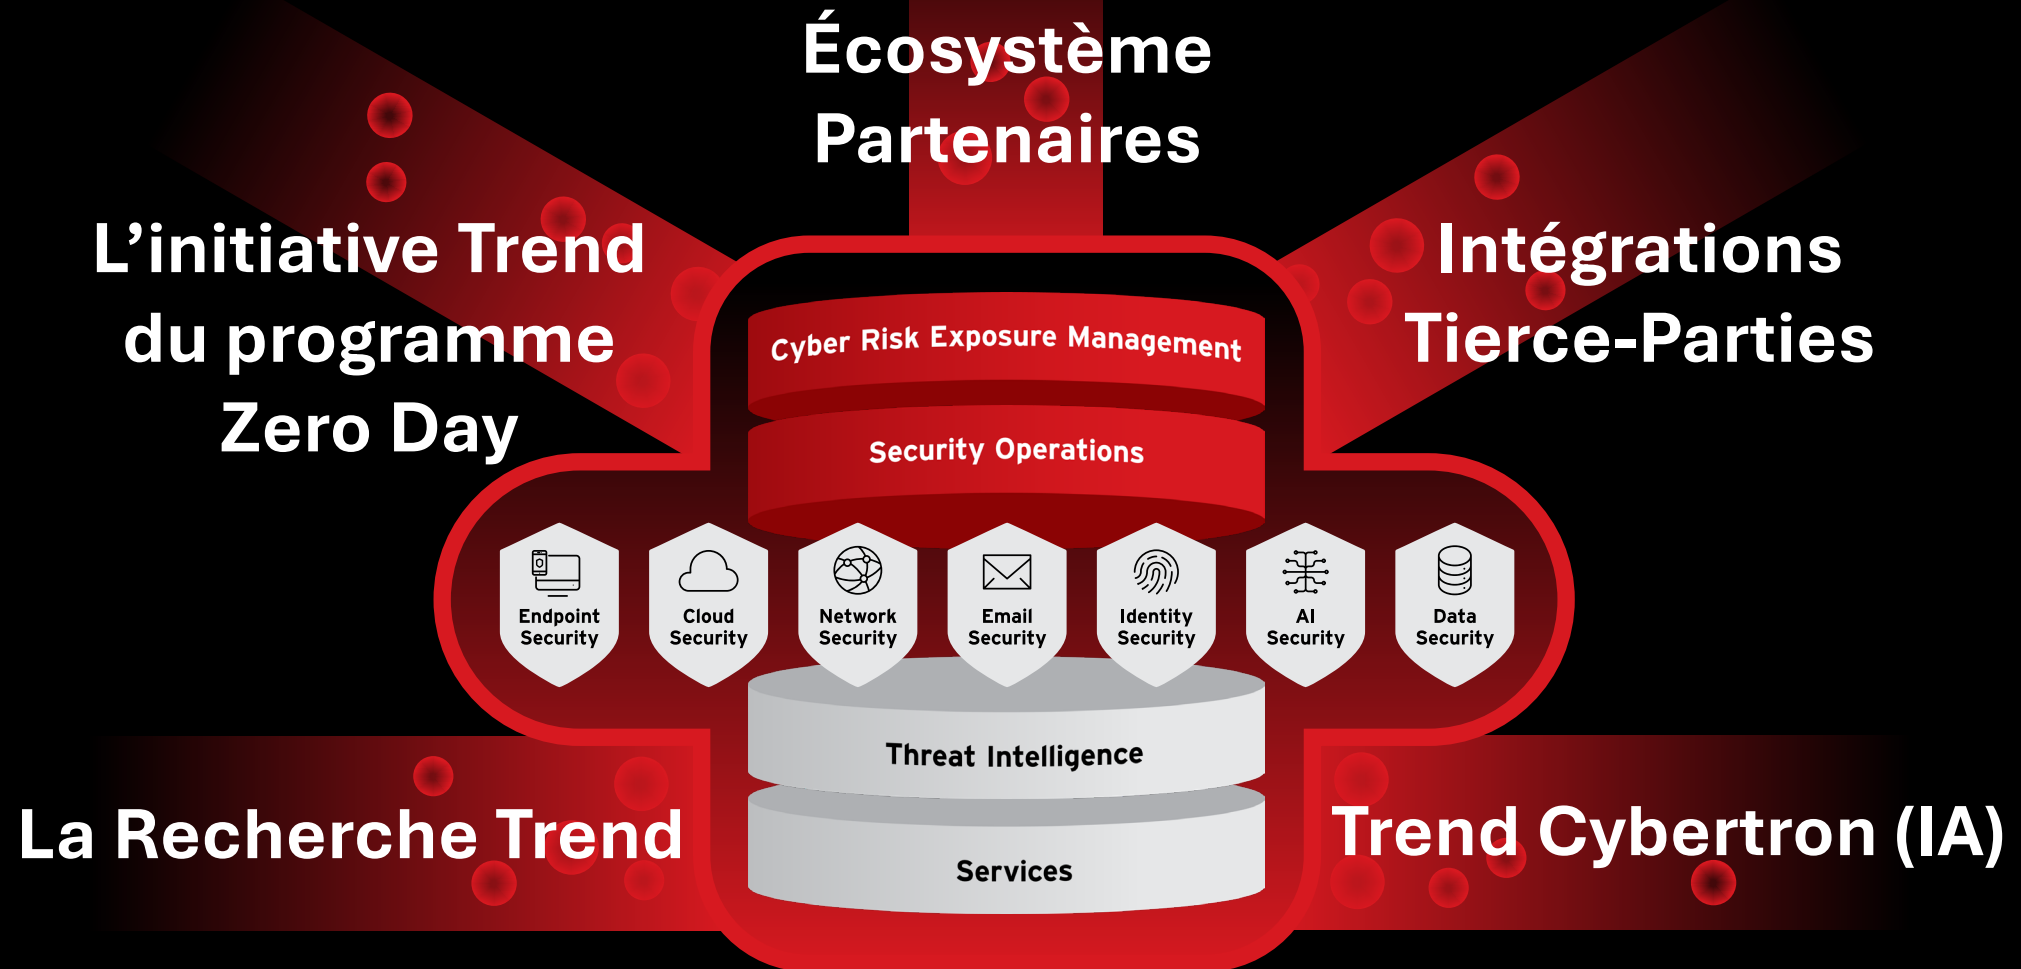 Écosystème
Partenaires
L’initiative Trend
du programme
Zero Day
Intégrations
Tierce-Parties
Cyber Risk Exposure Management
Security Operations
Endpoint
Security
Cloud
Security
Network
Security
Email
Security
Identity
Security
AI
Security
Data
Security
Threat Intelligence
Services
La Recherche Trend
Trend Cybertron (IA)